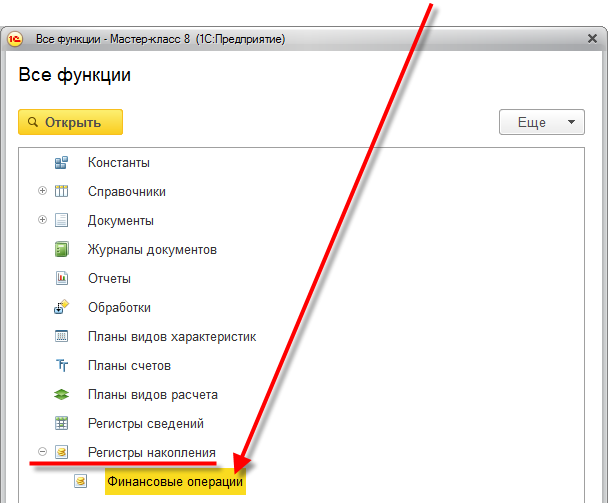 Все функции - Мастер-класс 8 (1С:Предприятие)
Все функции
Открыть
Еще
Константы
Справочники
Документы
Журналы документов
Отчеты
Обработки
Планы видов характеристик
Планы счетов
Планы видов расчета
Регистры сведений
Регистры накопления
Финансовые операции